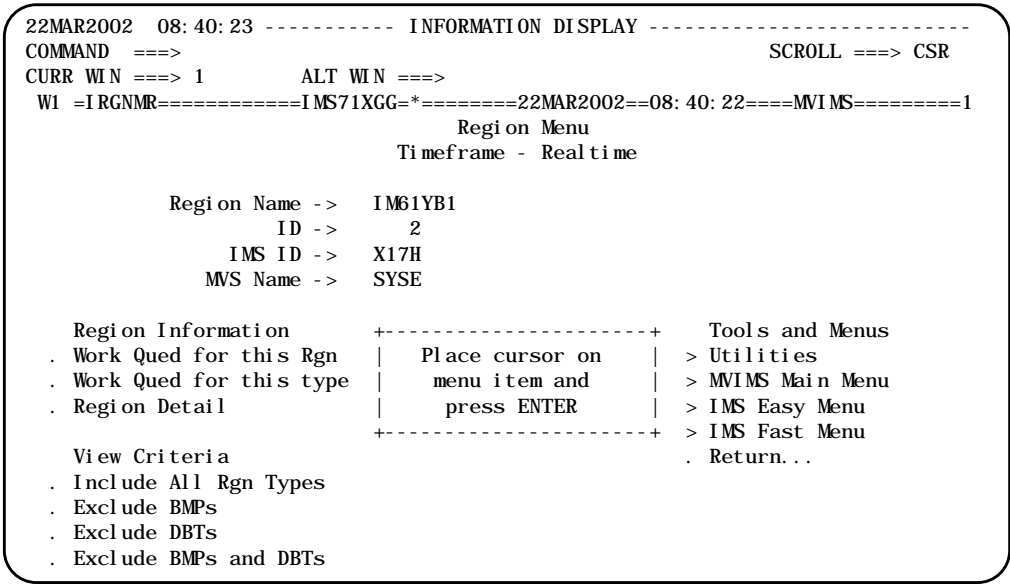 22MAR2002  08:40:23 ----------- INFORMATION DISPLAY ---------------------------
COMMAND  ===>                                                 SCROLL ===> CSR
CURR WIN ===> 1        ALT WIN ===>
 W1 =IRGNMR============IMS71XGG=*========22MAR2002==08:40:22====MVIMS=========1
                                    Region Menu
                               Timeframe - Realtime

            Region Name ->   IM61YB1
                     ID ->      2
                 IMS ID ->   X17H
               MVS Name ->   SYSE

    Region Information       +----------------------+    Tools and Menus
  . Work Qued for this Rgn   |   Place cursor on    |  > Utilities
  . Work Qued for this type  |    menu item and     |  > MVIMS Main Menu
  . Region Detail            |     press ENTER      |  > IMS Easy Menu
                             +----------------------+  > IMS Fast Menu
    View Criteria                                      . Return...
  . Include All Rgn Types
  . Exclude BMPs
  . Exclude DBTs
  . Exclude BMPs and DBTs